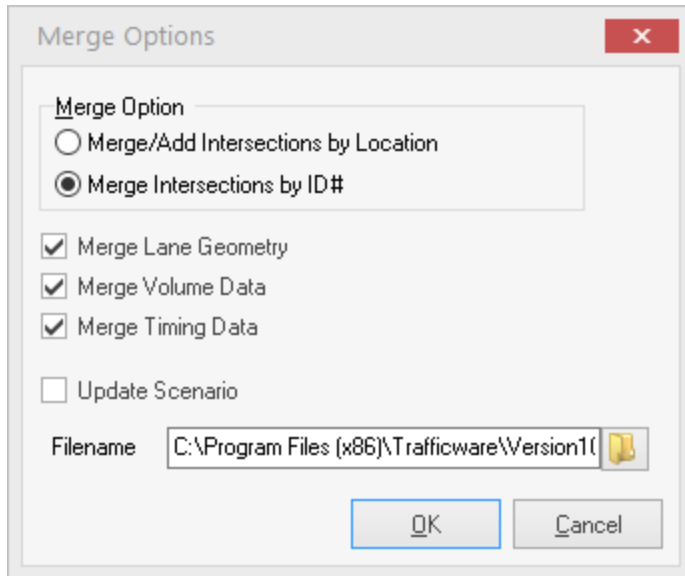 Merge Options
Merge Option
Merge/Add Intersections by Location
Merge Intersections by ID#
Merge Lane Geometry
Merge Volume Data
Merge Timing Data
Update Scenario
Filename C:\Program Files (x86)\Trafficware\Version1(
OK Cancel